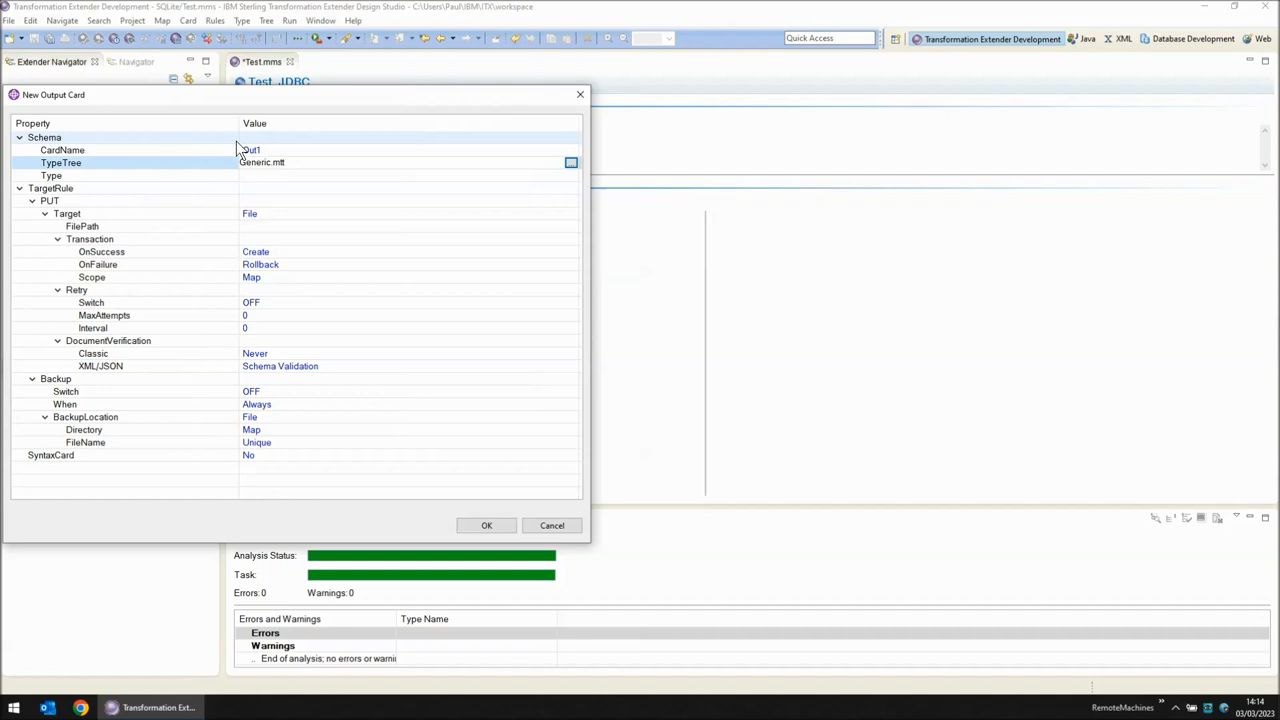 Transformation Extender Development - SQLite/Test.mms - IBM Sterling Transformation Extender Design Studio - C:\Users\Paul\IBM\ITX\workspace
File Edit Navigate Search Project Map Card Rules Type Tree Run Window Help
Quick Access
Transformation Extender Development Java XML Database Development Web
Extender Navigator Navigator
*Test.mms
Test_JDBC
New Output Card
Property Value
Schema
CardName Out1
TypeTree Generic.mtt
...
Type
TargetRule
PUT
Target File
FilePath
Transaction
OnSuccess Create
OnFailure Rollback
Scope Map
Retry
Switch OFF
MaxAttempts 0
Interval 0
DocumentVerification
Classic Never
XML/JSON Schema Validation
Backup
Switch OFF
When Always
BackupLocation File
Directory Map
FileName Unique
SyntaxCard No
OK Cancel
Analysis Status:
Task:
Errors: 0 Warnings: 0
Errors and Warnings Type Name
Errors
Warnings
.. End of analysis; no errors or warni
Transformation Ext...
RemoteMachines
14:14
03/03/2023